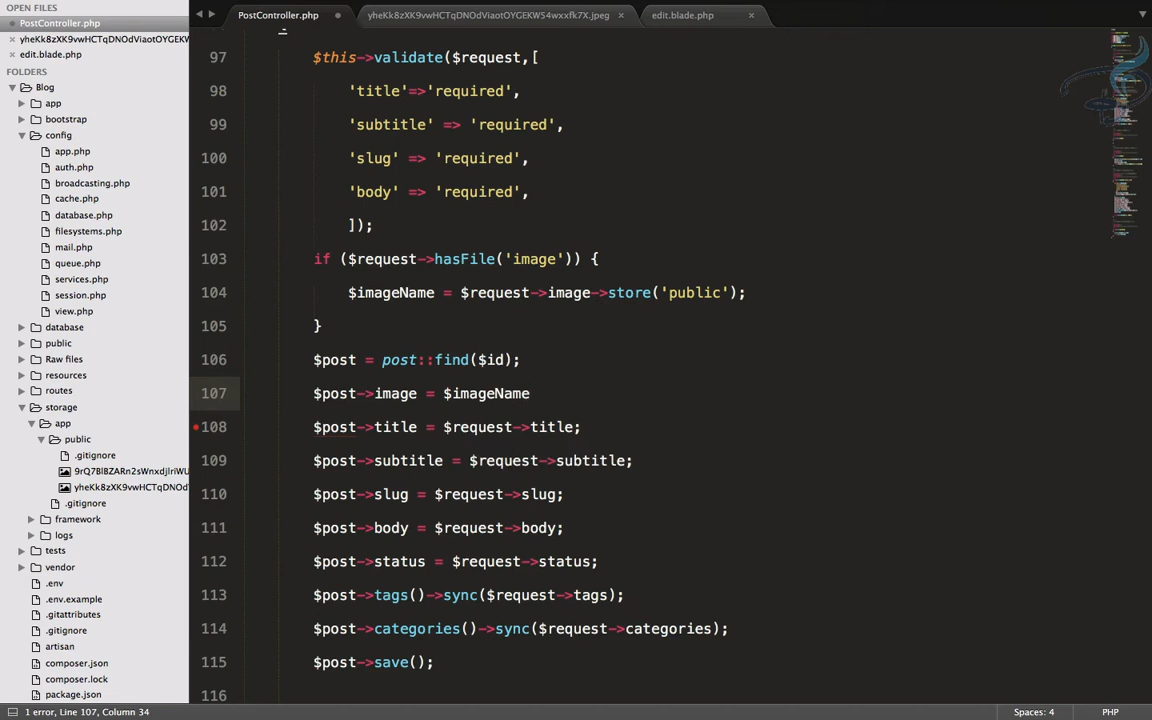 OPEN FILES
PostController.php
yheKk8zXK9vwHCTqDNOdViaotOYGEKW
edit.blade.php
FOLDERS
Blog
app
bootstrap
config
app.php
auth.php
broadcasting.php
cache.php
database.php
filesystems.php
mail.php
queue.php
services.php
session.php
view.php
database
public
Raw files
resources
routes
storage
app
public
.gitignore
9rQ7Bl8ZARn2sWnxdjlriWU
yheKk8zXK9vwHCTqDNOd
.gitignore
framework
logs
tests
vendor
.env
.env.example
.gitattributes
.gitignore
artisan
composer.json
composer.lock
package.json
PostController.php
yheKk8zXK9vwHCTqDNOdViaotOYGEKW54wxxfk7X.jpeg
edit.blade.php
97 $this->validate($request,[
98 'title'=>'required',
99 'subtitle' => 'required',
100 'slug' => 'required',
101 'body' => 'required',
102 ]);
103 if ($request->hasFile('image')) {
104 $imageName = $request->image->store('public');
105 }
106 $post = post::find($id);
107 $post->image = $imageName
108 $post->title = $request->title;
109 $post->subtitle = $request->subtitle;
110 $post->slug = $request->slug;
111 $post->body = $request->body;
112 $post->status = $request->status;
113 $post->tags()->sync($request->tags);
114 $post->categories()->sync($request->categories);
115 $post->save();
116
1 error, Line 107, Column 34
Spaces: 4
PHP